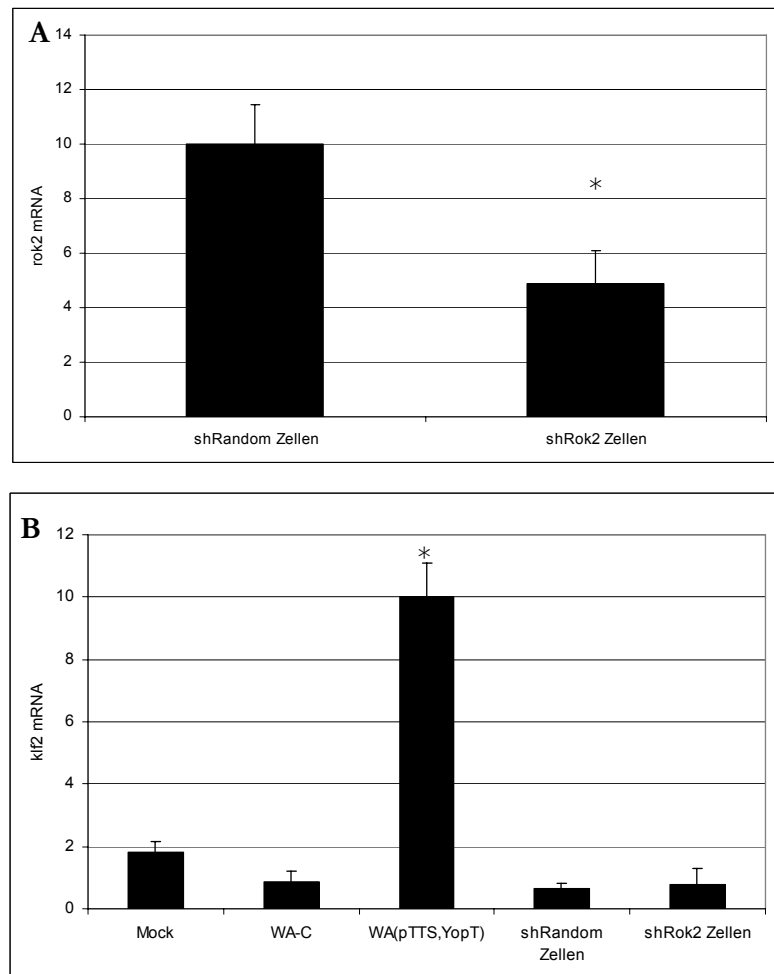 A
14
12
10
8
6
4
2
0
rok2 mRNA
*
shRandom Zellen
shRok2 Zellen
B
12
10
8
6
4
2
0
klf2 mRNA
*
Mock
WA-C
WA(pTTS,YopT)
shRandom
Zellen
shRok2 Zellen